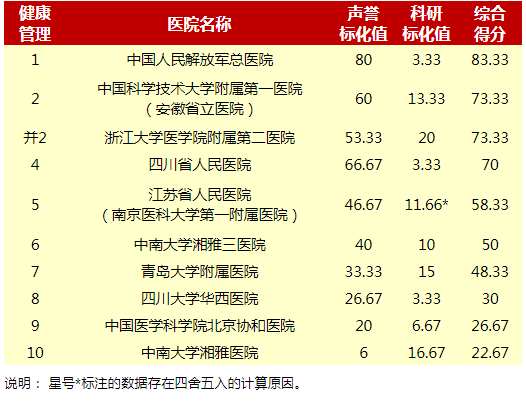 健康管理 医院名称 声誉标化值 科研标化值 综合得分
1 中国人民解放军总医院 80 3.33 83.33
2 中国科学技术大学附属第一医院（安徽省立医院） 60 13.33 73.33
并2 浙江大学医学院附属第二医院 53.33 20 73.33
4 四川省人民医院 66.67 3.33 70
5 江苏省人民医院（南京医科大学第一附属医院） 46.67 11.66* 58.33
6 中南大学湘雅三医院 40 10 50
7 青岛大学附属医院 33.33 15 48.33
8 四川大学华西医院 26.67 3.33 30
9 中国医学科学院北京协和医院 20 6.67 26.67
10 中南大学湘雅医院 6 16.67 22.67
说明： 星号*标注的数据存在四舍五入的计算原因。